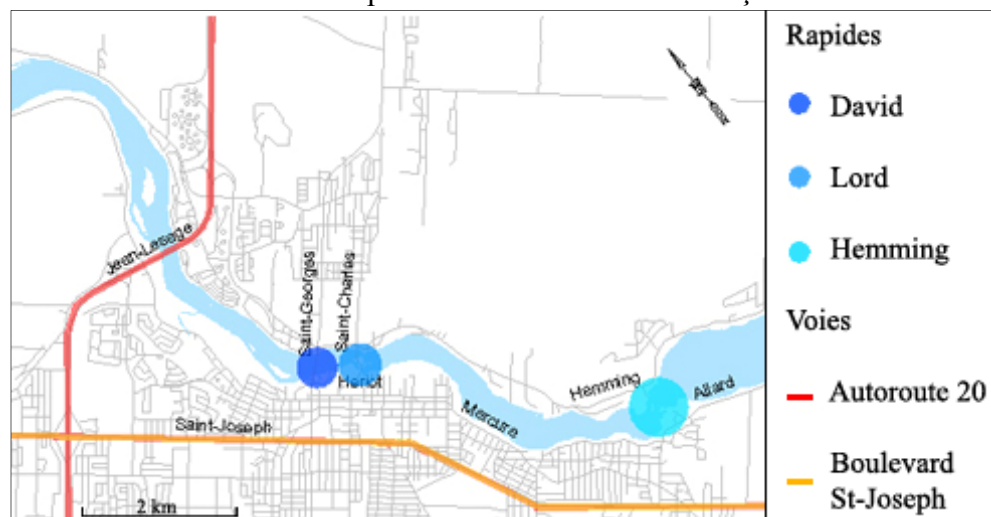 Jean-Lesage
Saint-Georges
Saint-Charles
Heriot
Saint-Joseph
Mercure
Hemming
Allard
2 km
Rapides
David
Lord
Hemming
Voies
Autoroute 20
Boulevard
St-Joseph